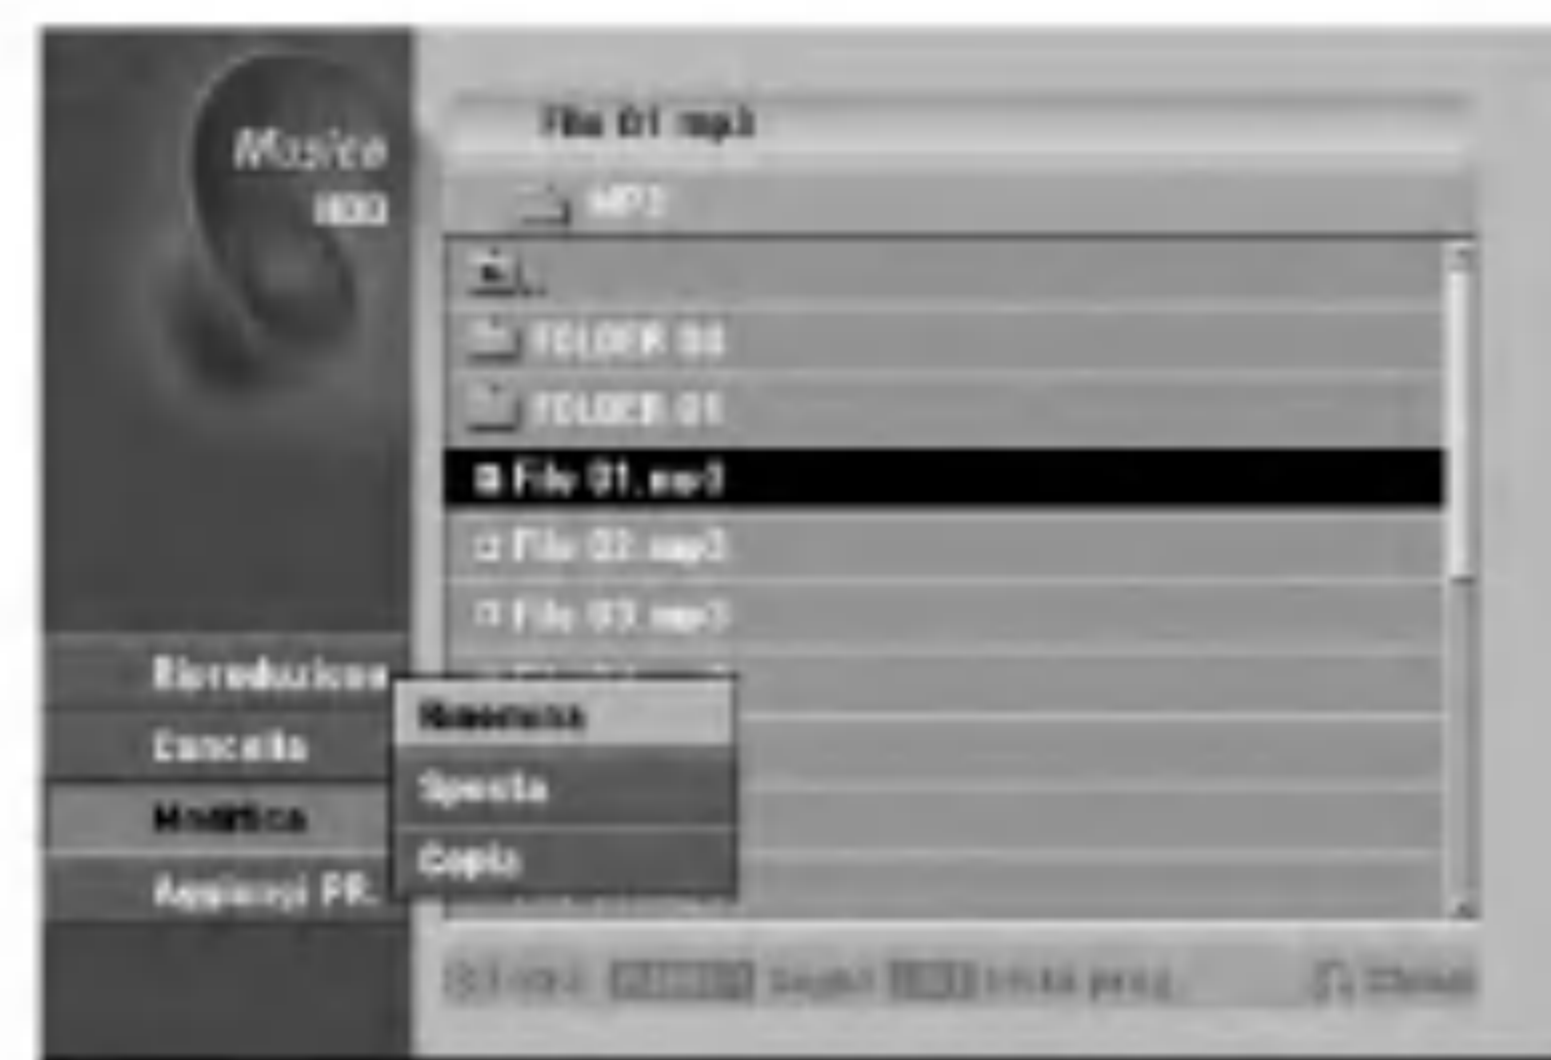 Musica
HDD
File 01.mp3
MP3
..
FOLDER 00
FOLDER 01
File 01.mp3
File 02.mp3
File 03.mp3
Riproduzione
Cancella
Modifica
Aggiungi PR.
Rinomina
Sposta
Copia